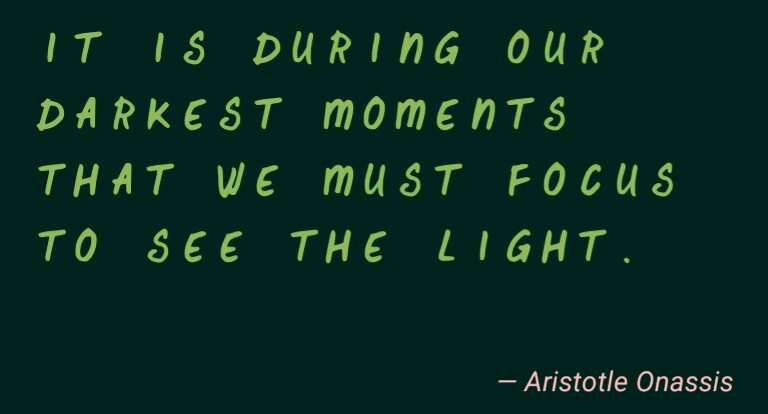 IT IS DURING OUR
DARKEST MOMENTS
THAT WE MUST FOCUS
TO SEE THE LIGHT.
— Aristotle Onassis